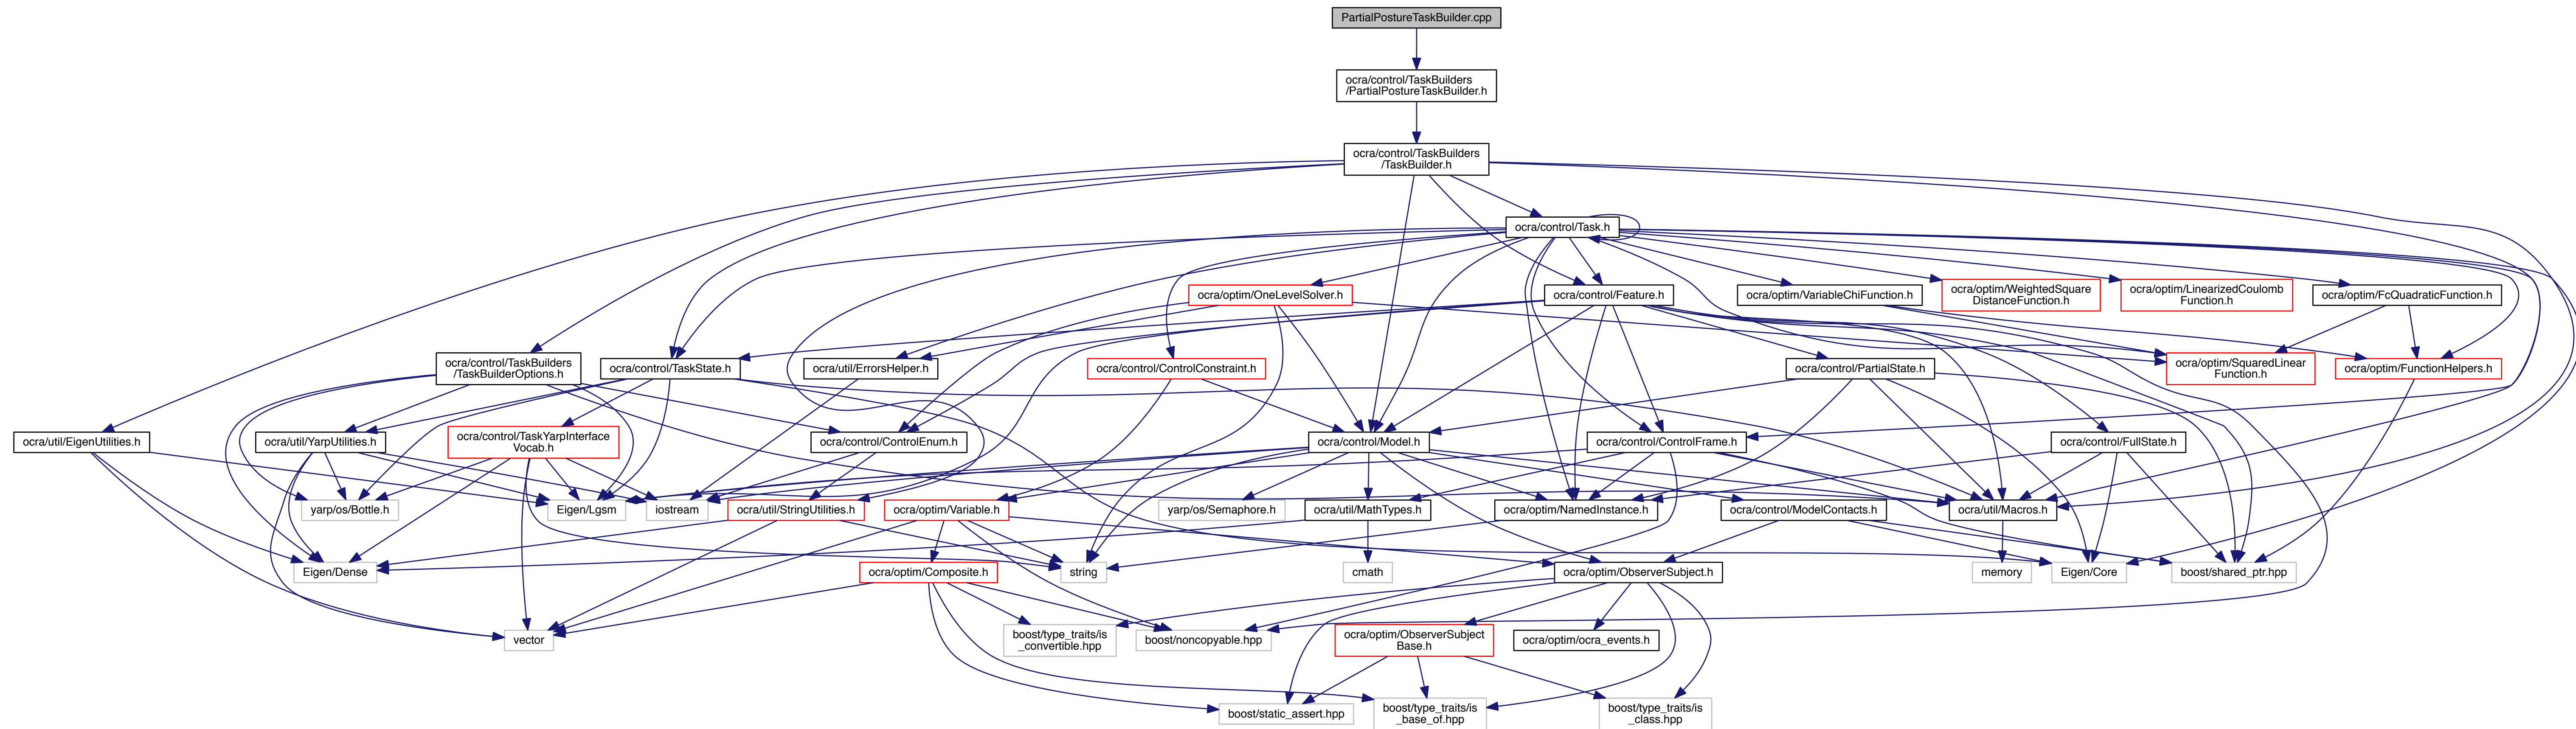 PartialPostureTaskBuilder.cpp
ocra/control/TaskBuilders
/PartialPostureTaskBuilder.h
ocra/control/TaskBuilders
/TaskBuilder.h
ocra/control/Task.h
ocra/optim/OneLevelSolver.h
ocra/control/Feature.h
ocra/optim/VariableChiFunction.h
ocra/optim/WeightedSquare
DistanceFunction.h
ocra/optim/LinearizedCoulomb
Function.h
ocra/optim/FcQuadraticFunction.h
ocra/control/TaskBuilders
/TaskBuilderOptions.h
ocra/control/TaskState.h
ocra/util/ErrorsHelper.h
ocra/control/ControlConstraint.h
ocra/control/PartialState.h
ocra/optim/SquaredLinear
Function.h
ocra/optim/FunctionHelpers.h
ocra/util/EigenUtilities.h
ocra/util/YarpUtilities.h
ocra/control/TaskYarpInterface
Vocab.h
ocra/control/ControlEnum.h
ocra/control/Model.h
ocra/control/ControlFrame.h
ocra/control/FullState.h
yarp/os/Bottle.h
Eigen/Lgsm
iostream
ocra/util/StringUtilities.h
ocra/optim/Variable.h
yarp/os/Semaphore.h
ocra/util/MathTypes.h
ocra/optim/NamedInstance.h
ocra/control/ModelContacts.h
ocra/util/Macros.h
Eigen/Dense
ocra/optim/Composite.h
string
cmath
ocra/optim/ObserverSubject.h
memory
Eigen/Core
boost/shared_ptr.hpp
vector
boost/type_traits/is
_convertible.hpp
boost/noncopyable.hpp
ocra/optim/ObserverSubject
Base.h
ocra/optim/ocra_events.h
boost/static_assert.hpp
boost/type_traits/is
_base_of.hpp
boost/type_traits/is
_class.hpp